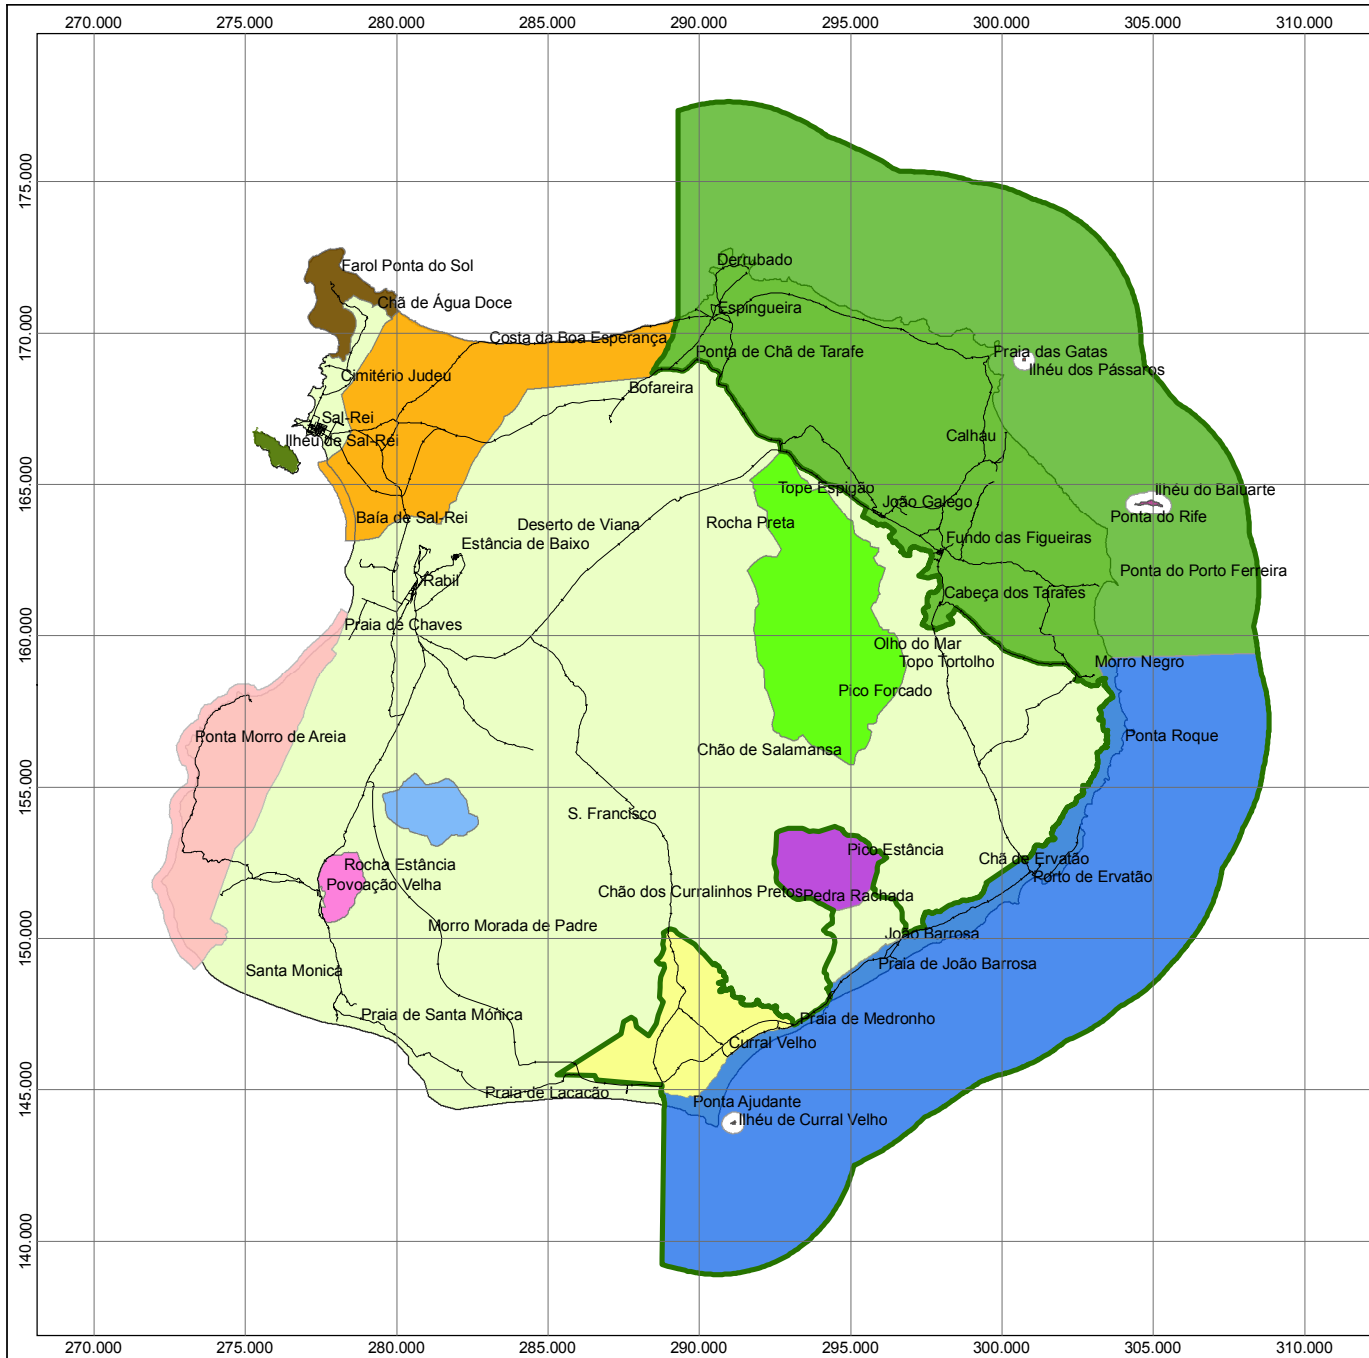 270.000 275.000 280.000 285.000 290.000 295.000 300.000 305.000 310.000
175.000
170.000
165.000
160.000
155.000
150.000
145.000
140.000
Derrubado
Farol Ponta do Sol
Chã de Água Doce
Espingueira
Costa da Boa Esperança
Ponta de Chã de Tarafe
Praia das Gatas
Ilhéu dos Pássaros
Cimitério Judeu
Bofareira
Sal-Rei
Ilhéu de Sal-Rei
Calhau
Tope Espigão
Ilhéu do Baluarte
João Galego
Baía de Sal-Rei
Deserto de Viana
Rocha Preta
Ponta do Rife
Estância de Baixo
Fundo das Figueiras
Rabil
Ponta do Porto Ferreira
Cabeça dos Tarafes
Praia de Chaves
Olho do Mar
Topo Tortolho
Morro Negro
Pico Forcado
Ponta Morro de Areia
Ponta Roque
Chão de Salamansa
S. Francisco
Pico Estância
Rocha Estância
Chã de Ervatão
Povoação Velha
Porto de Ervatão
Chão dos Curralinhos Pretos
Pedra Rachada
Morro Morada de Padre
João Barrosa
Santa Monica
Praia de João Barrosa
Praia de Santa Mónica
Praia de Medronho
Curral Velho
Praia de Lacacão
Ponta Ajudante
Ilhéu de Curral Velho
270.000 275.000 280.000 285.000 290.000 295.000 300.000 305.000 310.000